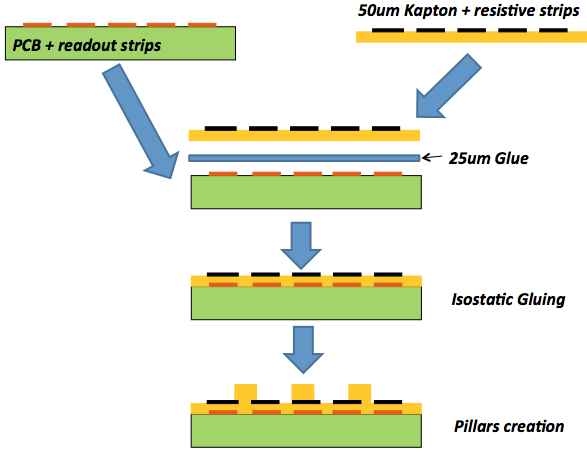 50um Kapton + resistive strips
PCB + readout strips
25um Glue
Isostatic Gluing
Pillars creation